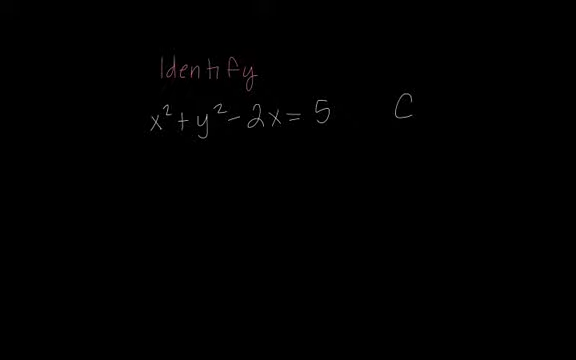 Identify
x² + y² - 2x = 5 C